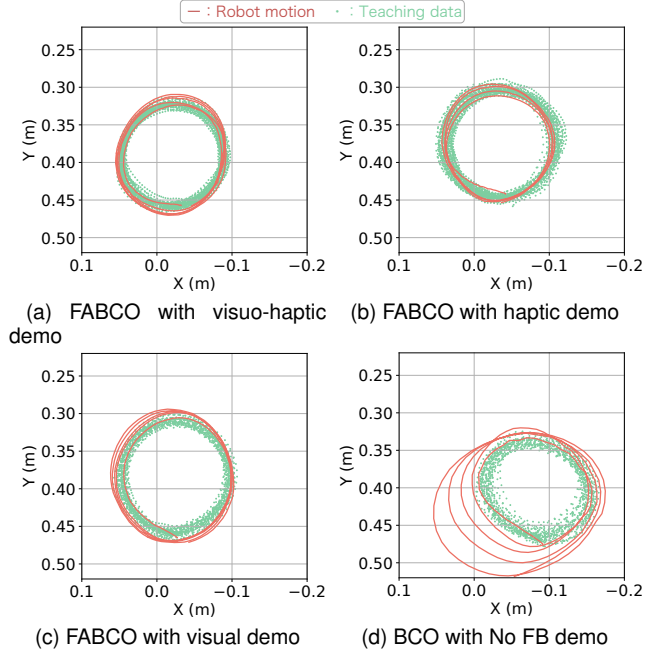 — : Robot motion : Teaching data
0.25
0.30
0.35
0.40
0.45
0.50
Y (m)
0.1 0.0 −0.1 −0.2
X (m)
(a) FABCO with visuo-haptic
demo
0.25
0.30
0.35
0.40
0.45
0.50
Y (m)
0.1 0.0 −0.1 −0.2
X (m)
(b) FABCO with haptic demo
0.25
0.30
0.35
0.40
0.45
0.50
Y (m)
0.1 0.0 −0.1 −0.2
X (m)
(c) FABCO with visual demo
0.25
0.30
0.35
0.40
0.45
0.50
Y (m)
0.1 0.0 −0.1 −0.2
X (m)
(d) BCO with No FB demo